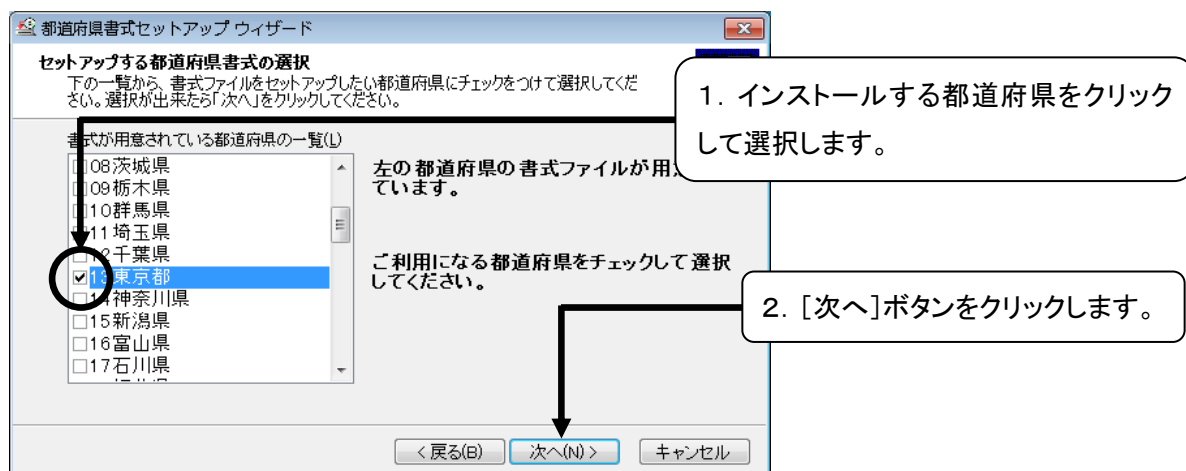 都道府県書式セットアップ ウィザード
セットアップする都道府県書式の選択
下の一覧から、書式ファイルをセットアップしたい都道府県にチェックをつけて選択してくだ
さい。選択が出来たら「次へ」をクリックしてください。
1．インストールする都道府県をクリック
して選択します。
書式が用意されている都道府県の一覧(L)
08茨城県
09栃木県
10群馬県
11埼玉県
12千葉県
13東京都
14神奈川県
15新潟県
16富山県
17石川県
左の都道府県の書式ファイルが用
ています。
ご利用になる都道府県をチェックして選択
してください。
2．[次へ]ボタンをクリックします。
< 戻る(B)
次へ(N) >
キャンセル